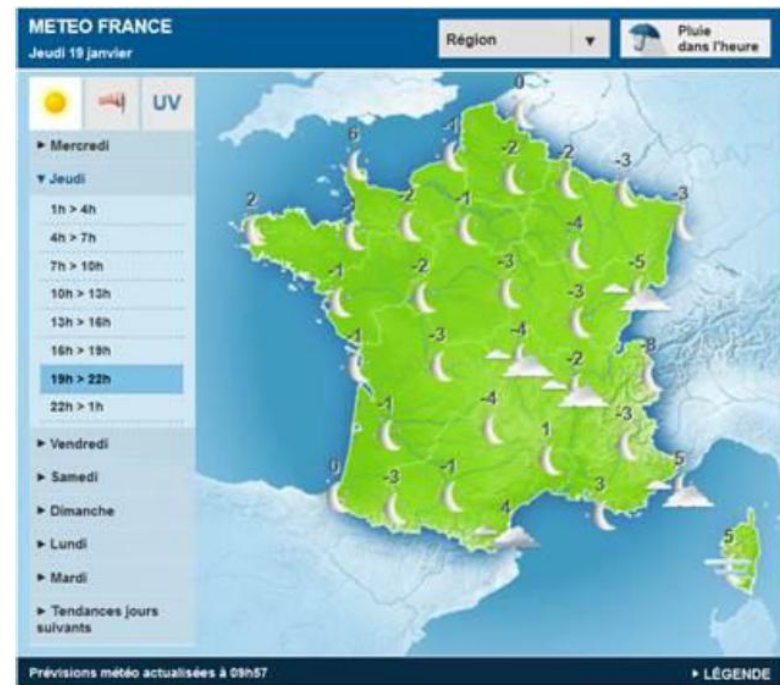 METEO FRANCE
Jeudi 19 janvier
Région
Pluie
dans l'heure
UV
Mercredi
Jeudi
1h > 4h
4h > 7h
7h > 10h
10h > 13h
13h > 16h
16h > 19h
19h > 22h
22h > 1h
Vendredi
Samedi
Dimanche
Lundi
Mardi
Tendances jours
suivants
0
6 -1
-2 -2 -3
2 -2 -1 -3
-4
-1 -2 -3 -5
-3
-3 -4
-2 -8
-1 -4 -3
1
0 -3 -1 5
4 3
5
Prévisions météo actualisées à 09h57
LÉGENDE